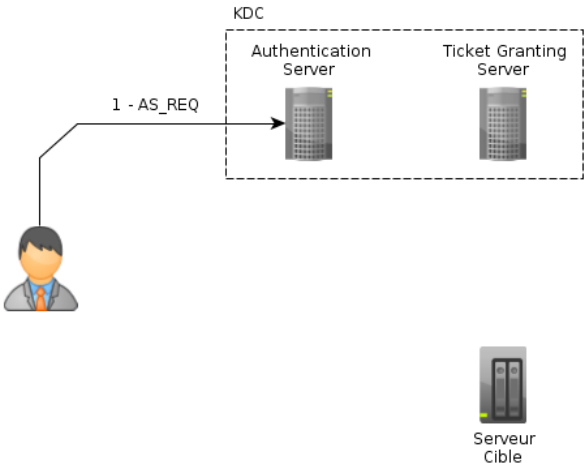 KDC
Authentication
Server
Ticket Granting
Server
1 - AS_REQ
Serveur
Cible